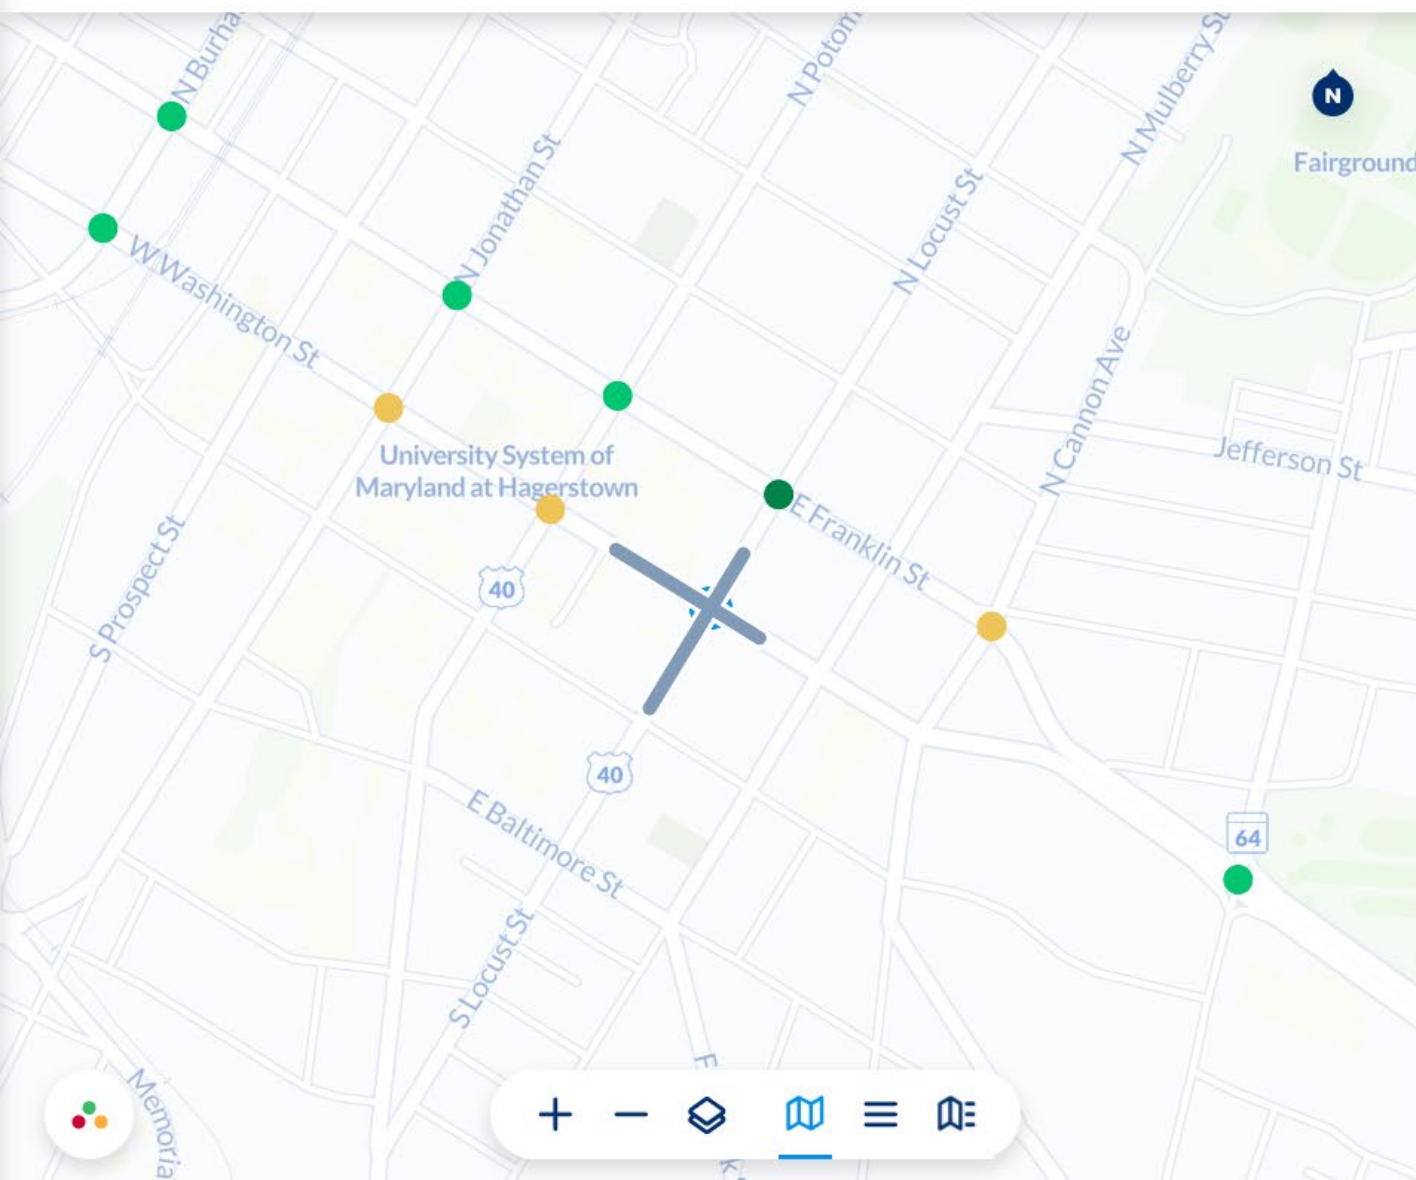 N Burha
N Potom
N Mulberry St
N
Fairground
N Jonathan St
N Locust St
W Washington St
N Cannon Ave
University System of
Maryland at Hagerstown
Jefferson St
E Franklin St
S Prospect St
40
40
E Baltimore St
64
S Locust St
Memoria